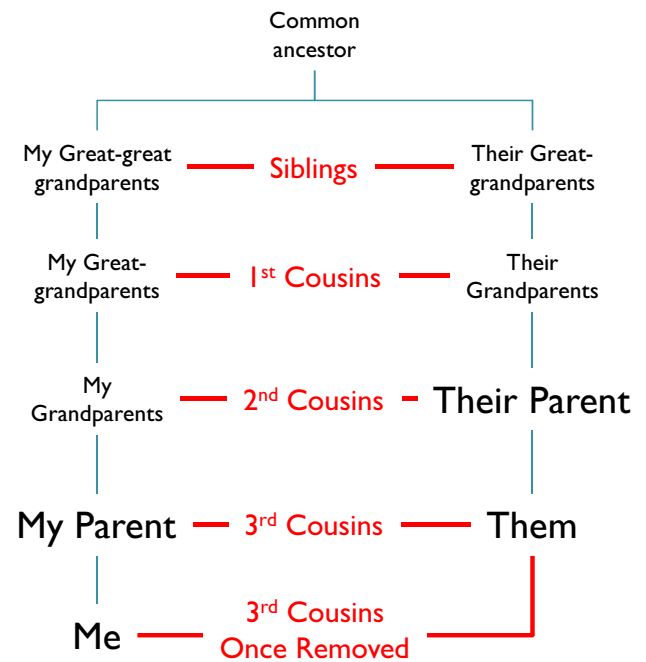 Common
ancestor
My Great-great
grandparents
Siblings
Their Great-
grandparents
My Great-
grandparents
1st Cousins
Their
Grandparents
My
Grandparents
2nd Cousins
Their Parent
My Parent
3rd Cousins
Them
Me
3rd Cousins
Once Removed